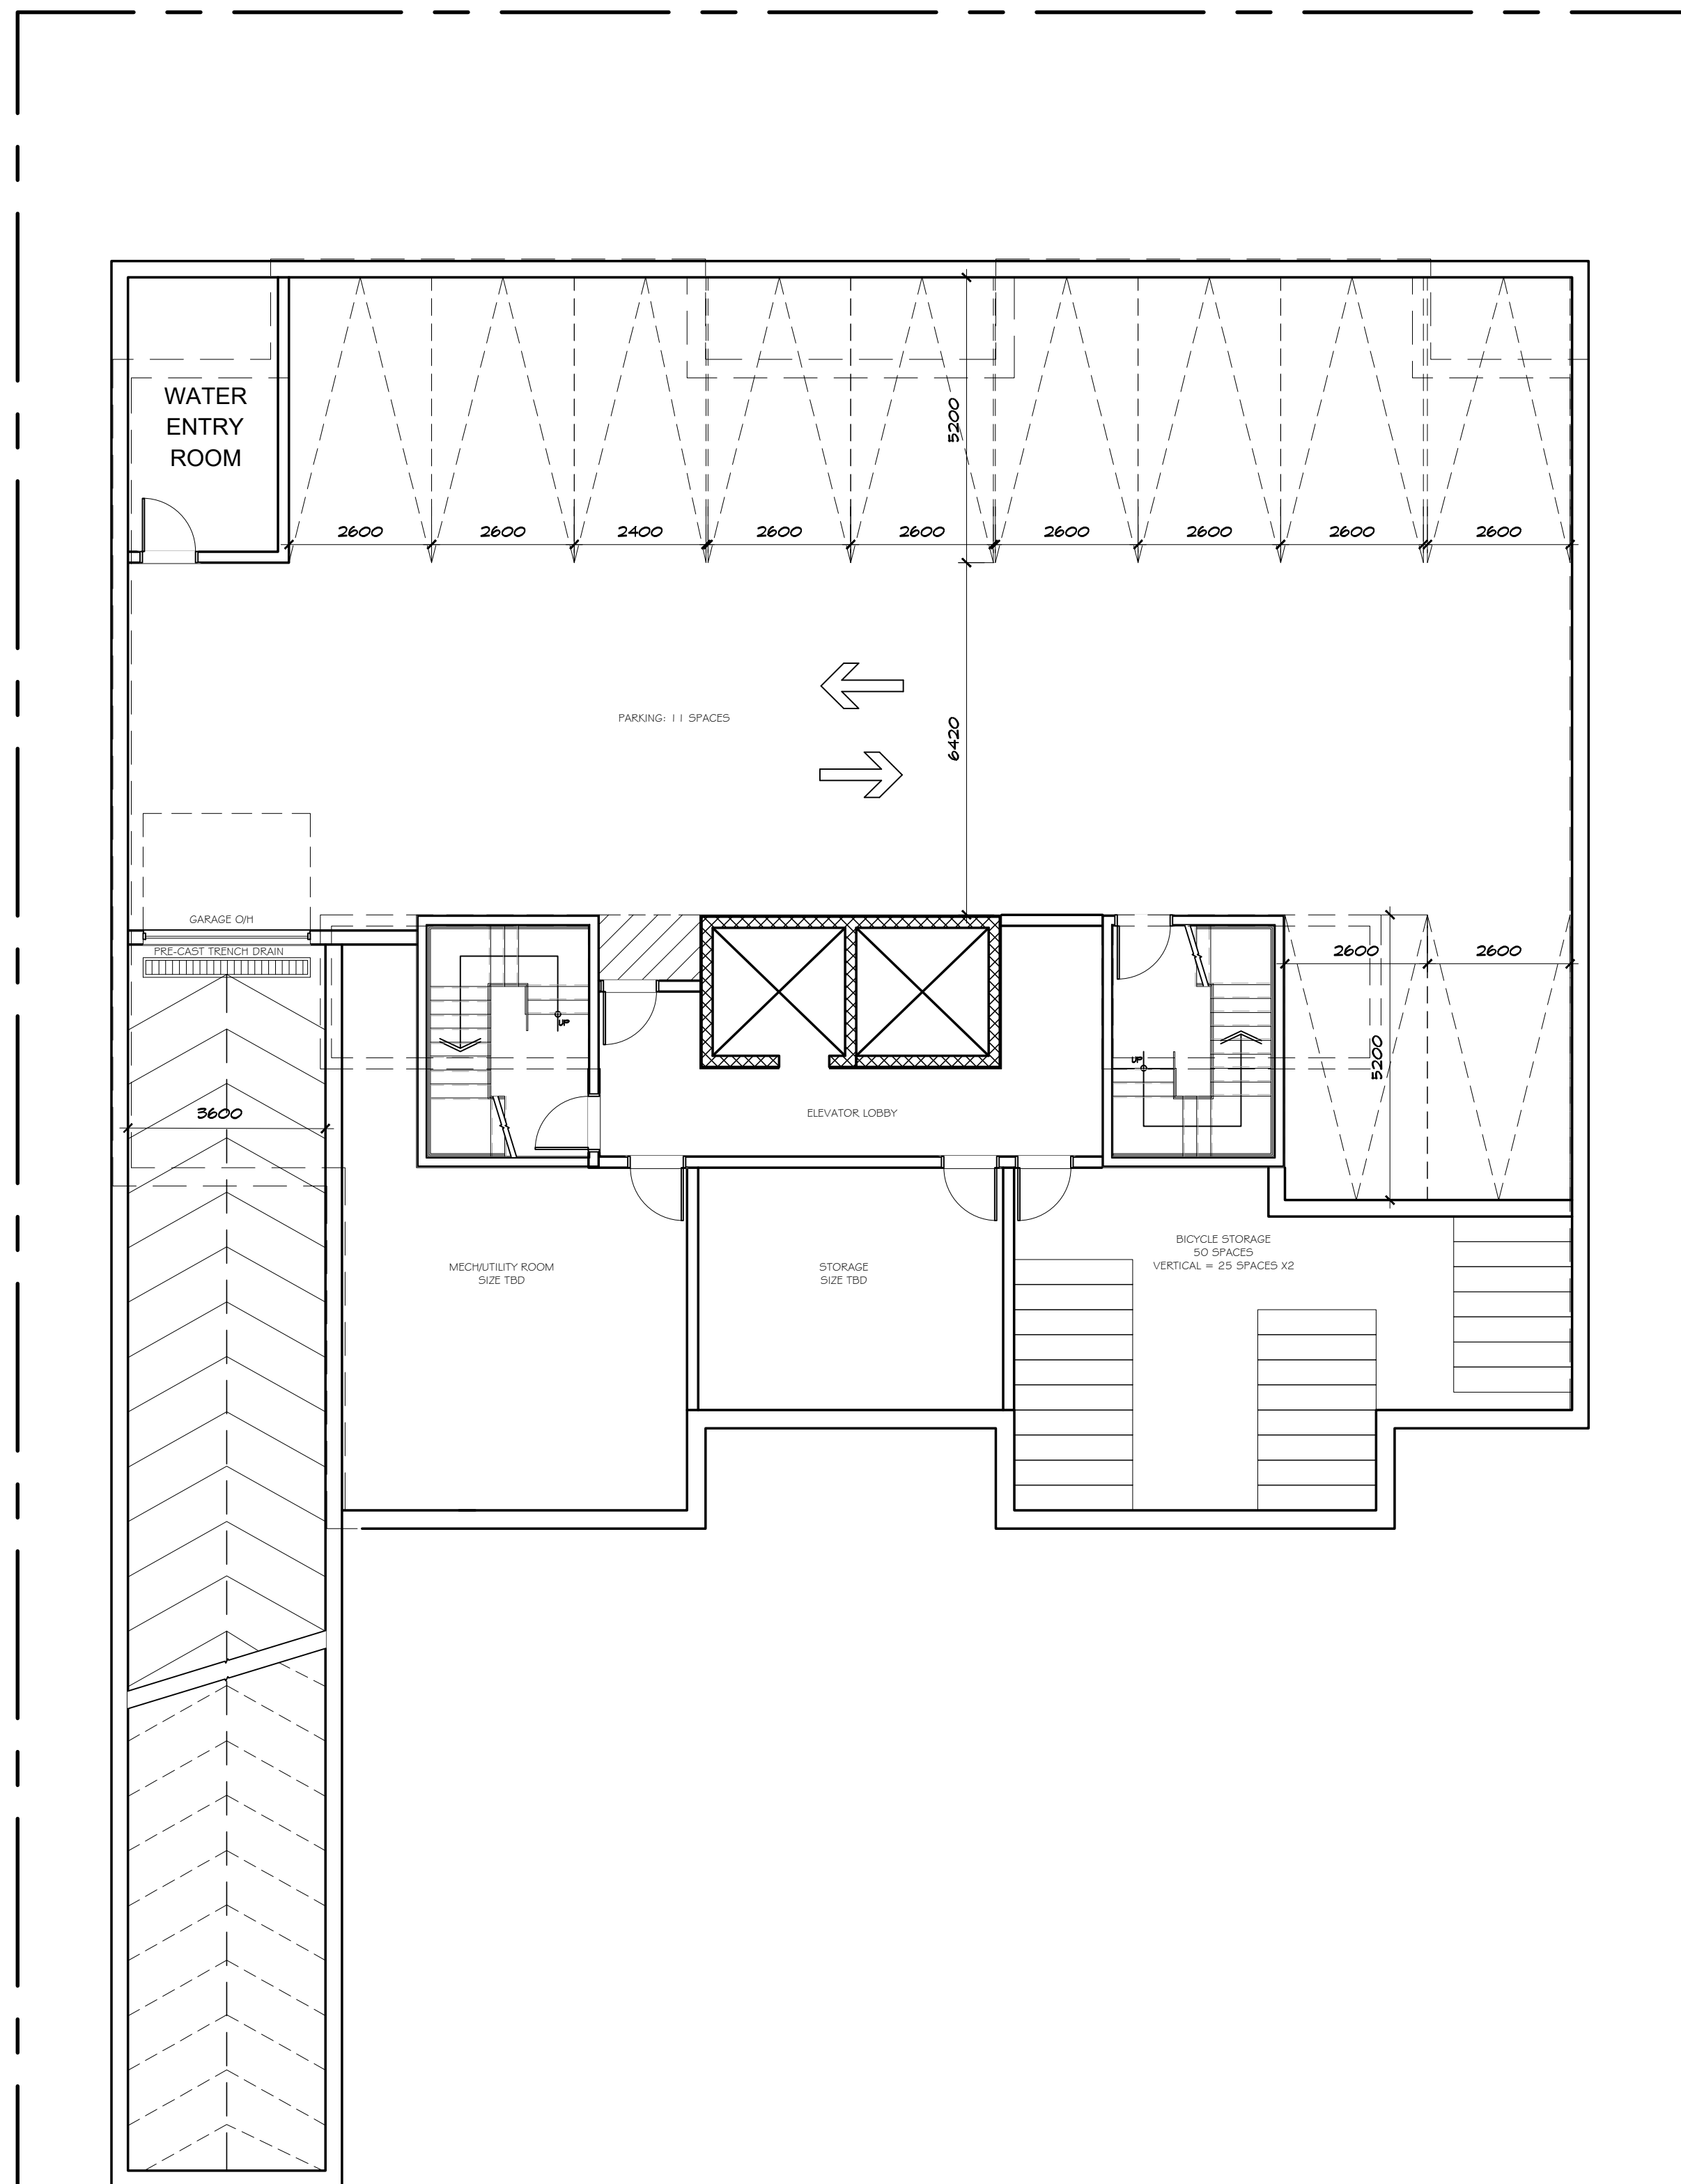 WATER
ENTRY
ROOM
5200
2600 2600 2400 2600 2600 2600 2600 2600 2600
PARKING: 11 SPACES
6420
GARAGE O/H
PRE-CAST TRENCH DRAIN
2600 2600
UP
5200
UP
3600
ELEVATOR LOBBY
MECH/UTILITY ROOM
SIZE TBD
STORAGE
SIZE TBD
BICYCLE STORAGE
50 SPACES
VERTICAL = 25 SPACES X2